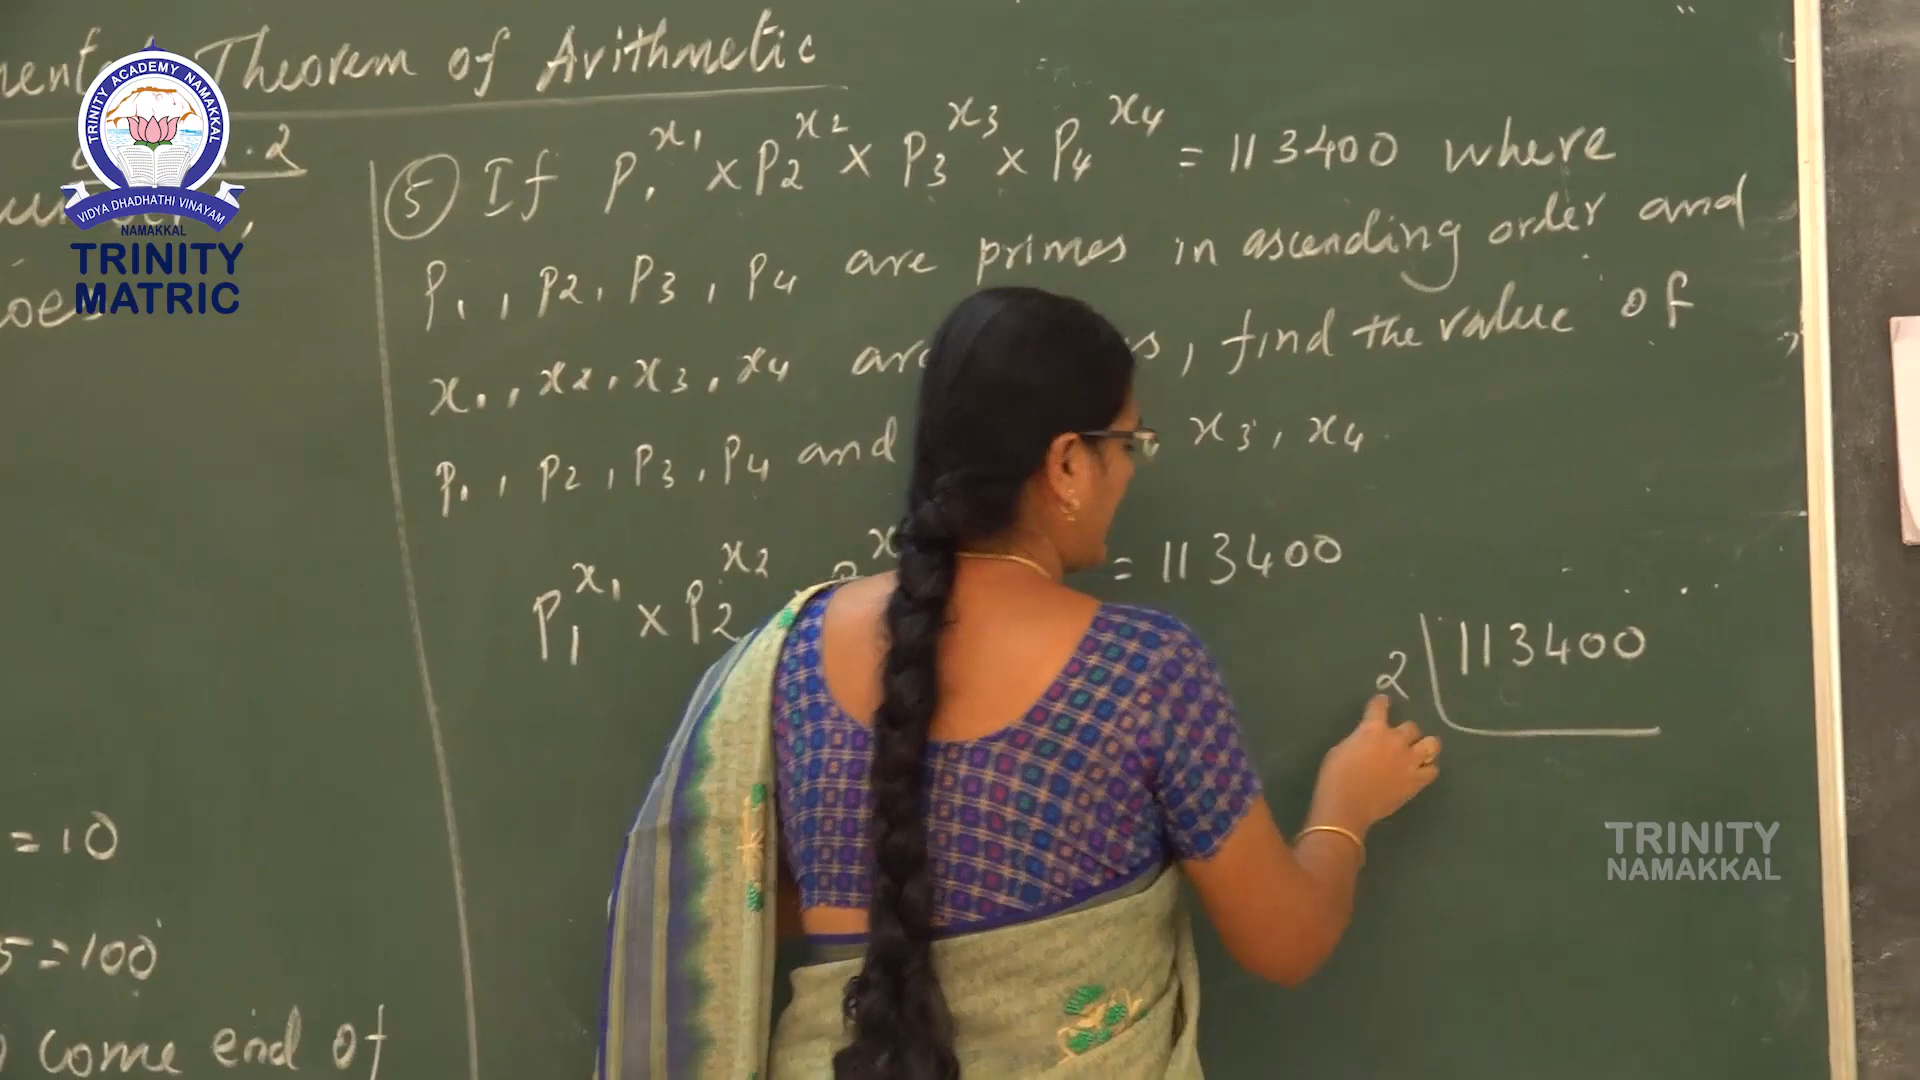 Theorem of Arithmetic
.2
⑤ If P₁^x₁ × P₂^x₂ × P₃^x₃ × P₄^x₄ = 113400 where
P₁, P₂, P₃, P₄ are primes in ascending order and
x₁, x₂, x₃, x₄ are , find the value of
P₁, P₂, P₃, P₄ and x₃, x₄.
P₁^x₁ × P₂^x₂ = 113400
2 | 113400
= 10
5 = 100
come end of
TRINITY ACADEMY NAMAKKAL
VIDYA DHADHATHI VINAYAM
NAMAKKAL
TRINITY
MATRIC
TRINITY
NAMAKKAL